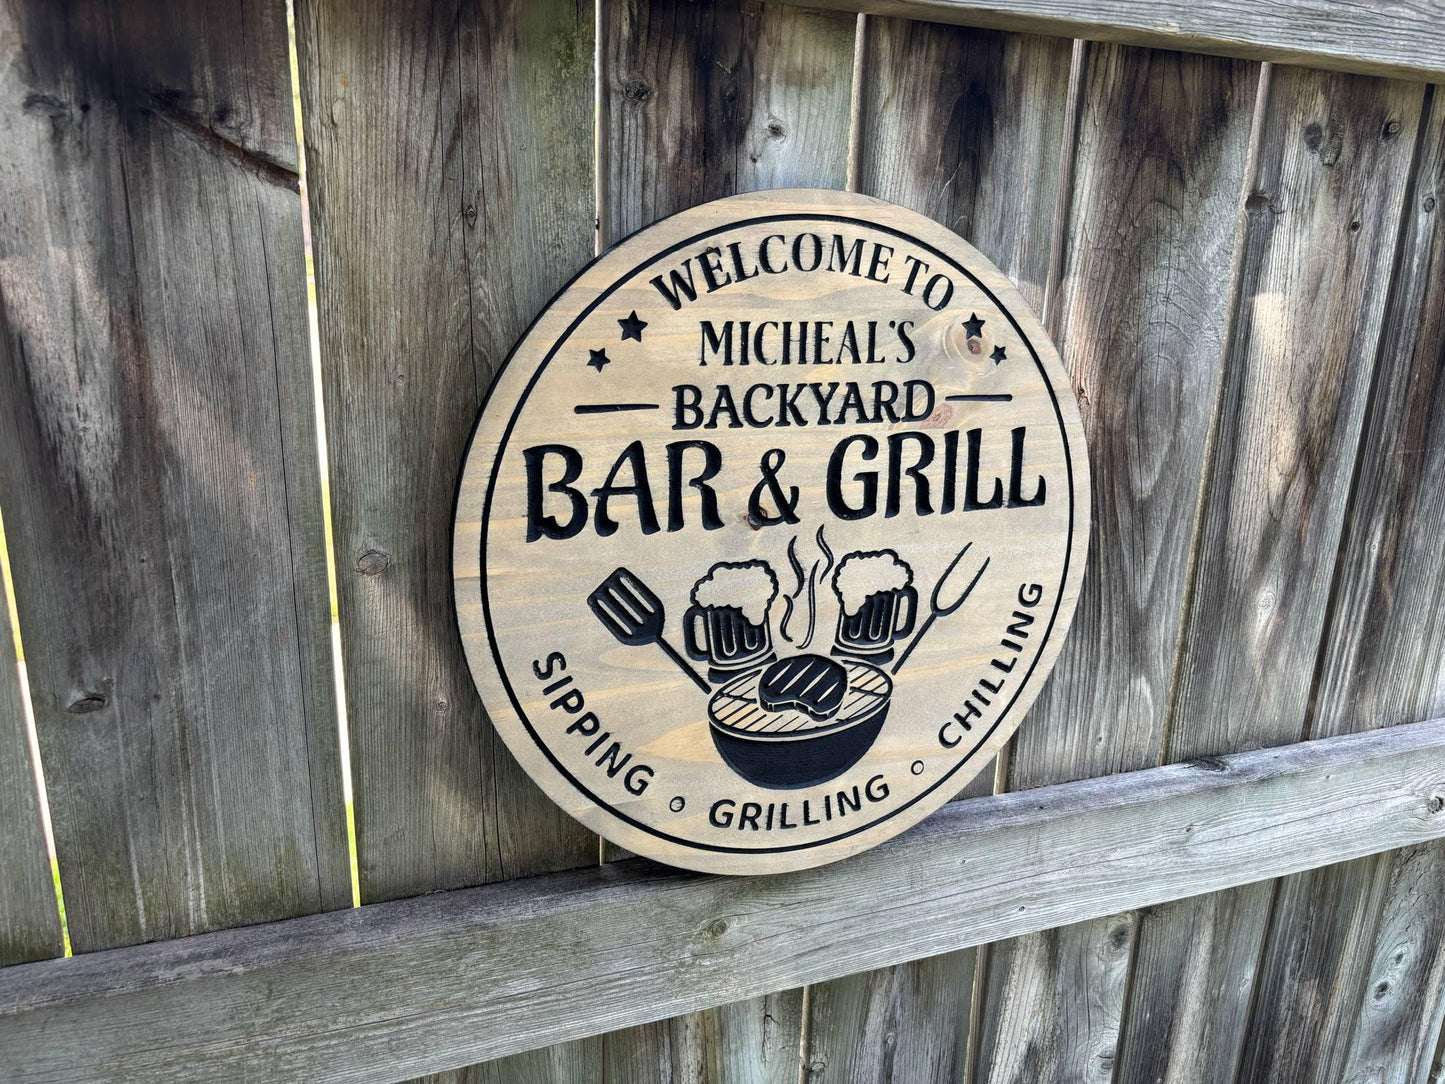 WELCOME TO
MICHEAL'S
BACKYARD
BAR & GRILL
SIPPING ◦ GRILLING ◦ CHILLING